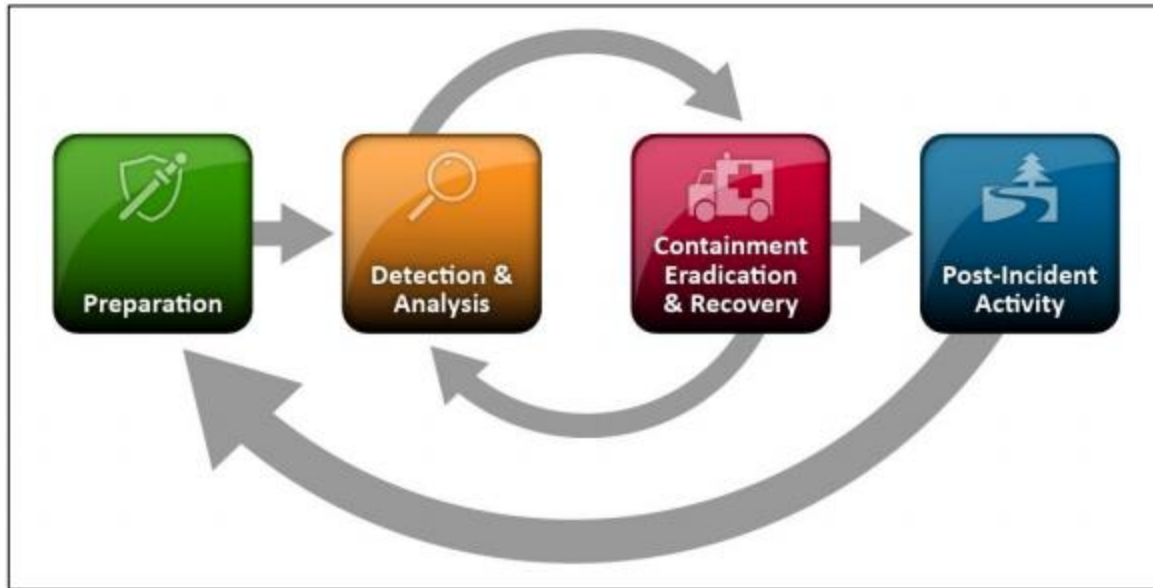 Preparation
Detection &
Analysis
Containment
Eradication
& Recovery
Post-Incident
Activity